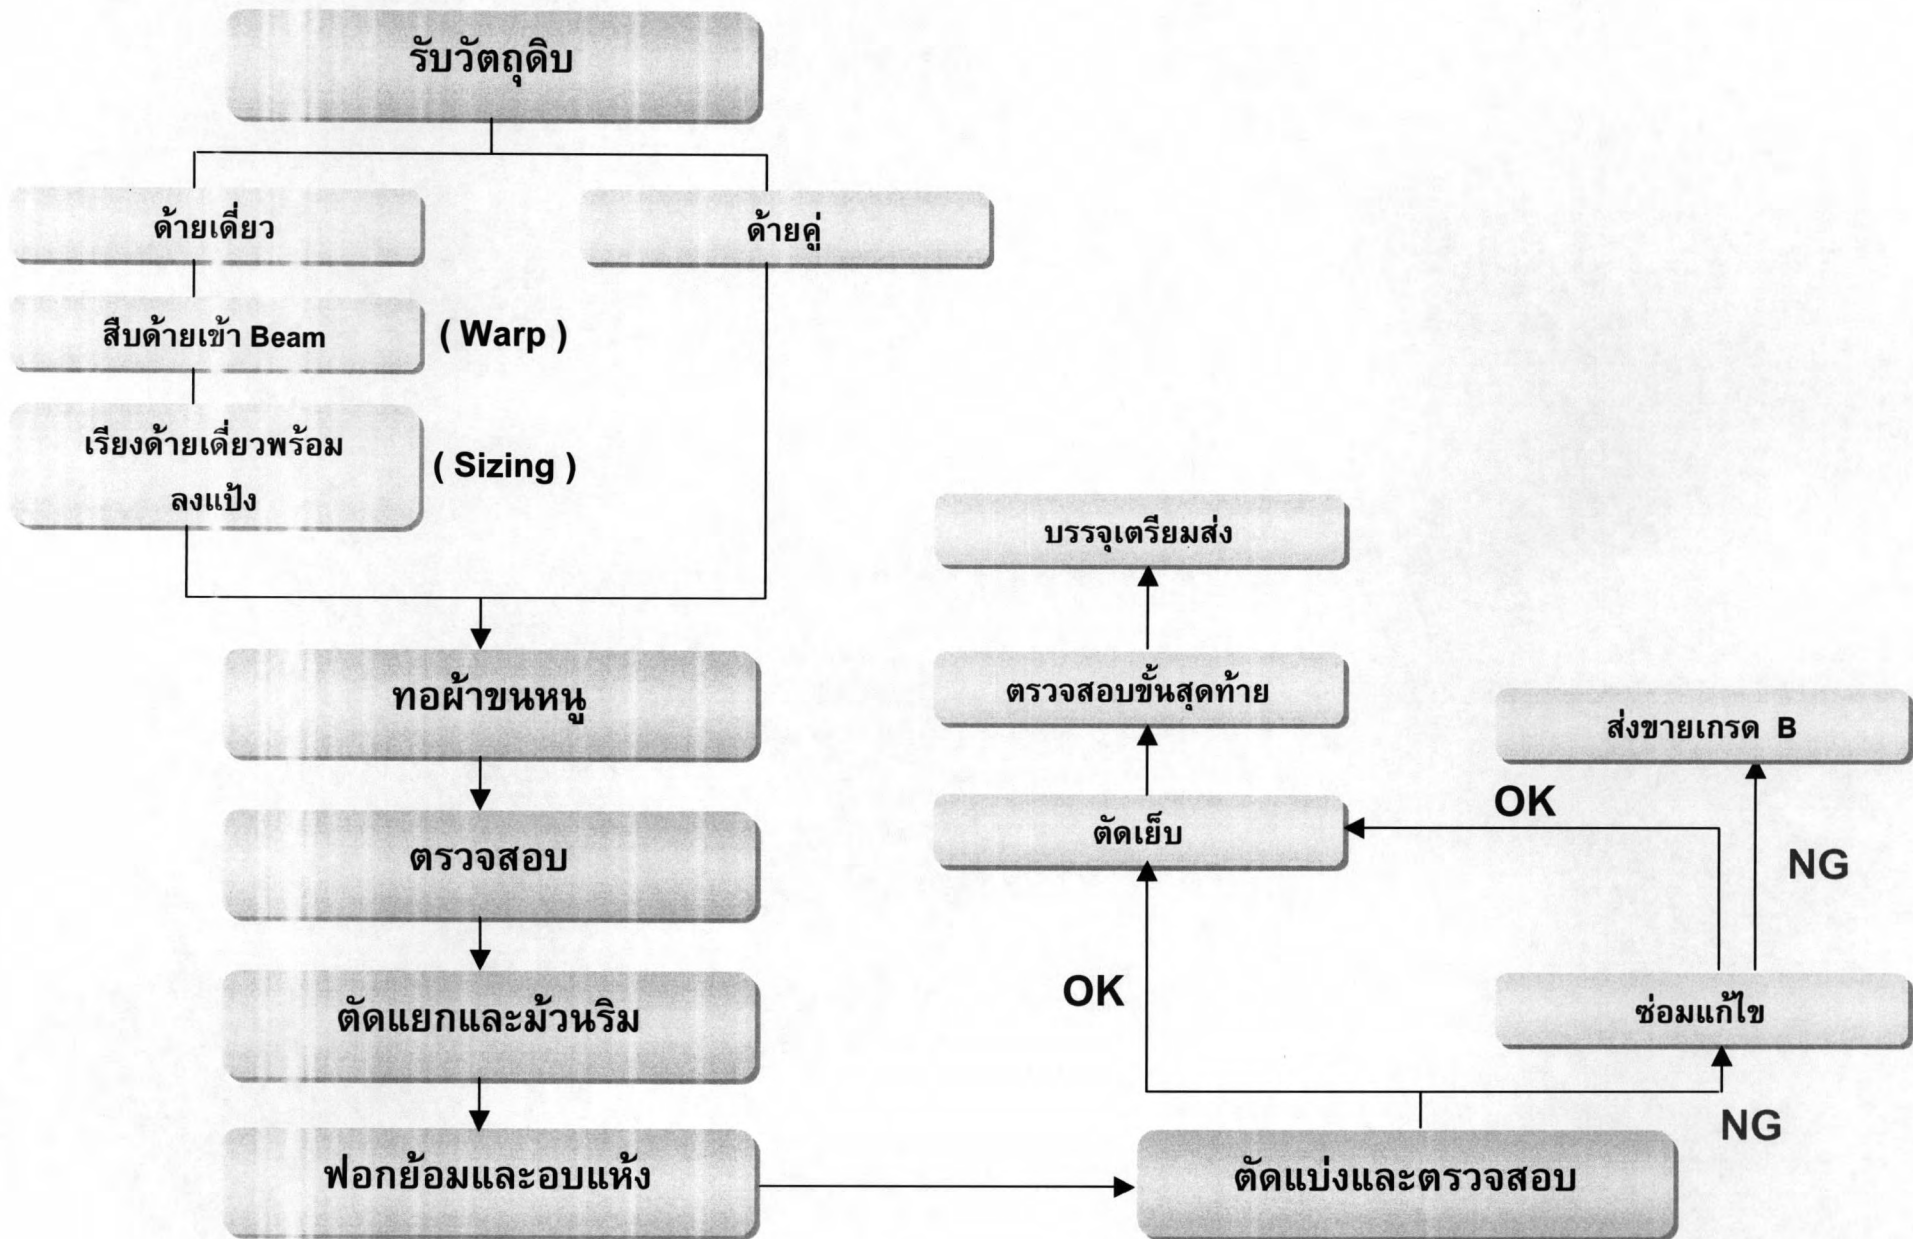 รับวัตถุดิบ
ด้ายเดี่ยว
ด้ายคู่
สืบด้ายเข้า Beam
( Warp )
เรียงด้ายเดี่ยวพร้อม
ลงแป้ง
( Sizing )
ทอผ้าขนหนู
ตรวจสอบ
ตัดแยกและม้วนริม
ฟอกย้อมและอบแห้ง
บรรจุเตรียมส่ง
ตรวจสอบขั้นสุดท้าย
ส่งขายเกรด B
OK
ตัดเย็บ
NG
OK
ซ่อมแก้ไข
NG
ตัดแบ่งและตรวจสอบ